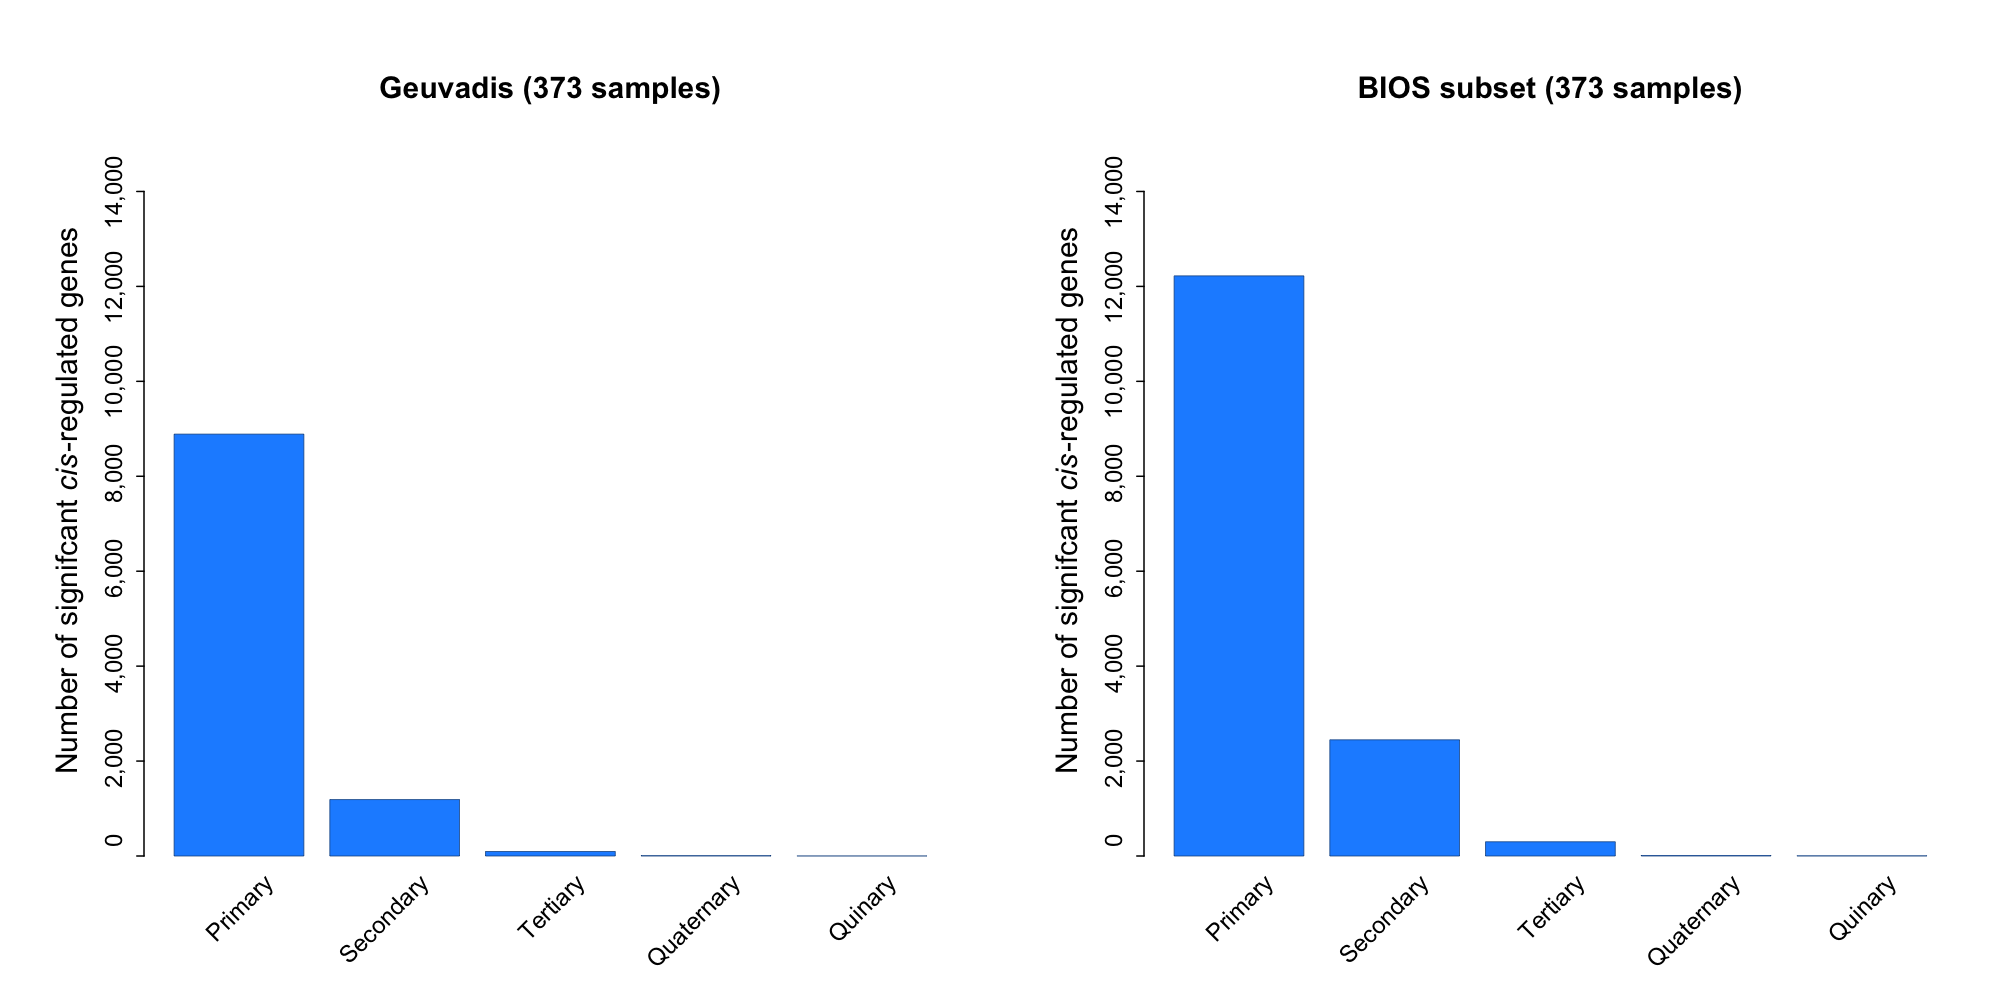 Geuvadis (373 samples)
Number of signifcant cis-regulated genes
14,000
12,000
10,000
8,000
6,000
4,000
2,000
0
Primary
Secondary
Tertiary
Quaternary
Quinary
BIOS subset (373 samples)
Number of signifcant cis-regulated genes
14,000
12,000
10,000
8,000
6,000
4,000
2,000
0
Primary
Secondary
Tertiary
Quaternary
Quinary